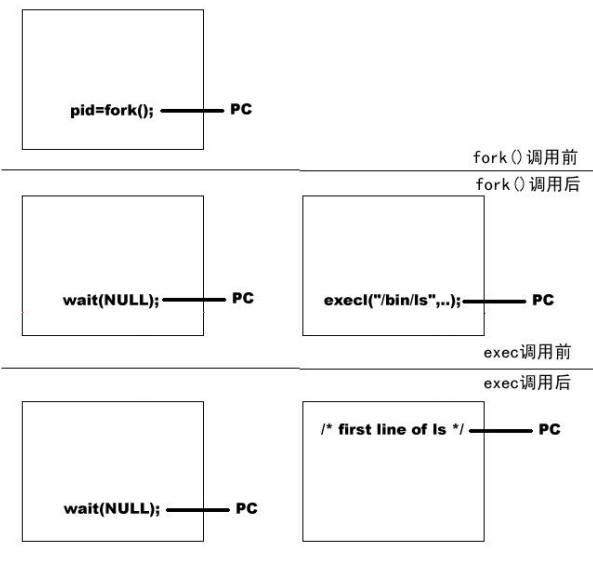 pid=fork(); PC
fork()调用前
fork()调用后
wait(NULL); PC
execl("/bin/ls",..); PC
exec调用前
exec调用后
/* first line of ls */ PC
wait(NULL); PC